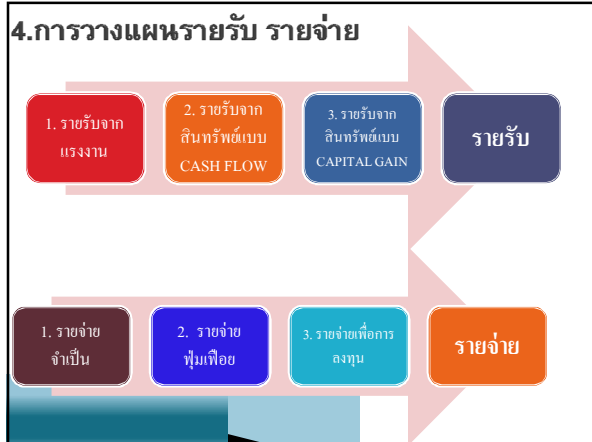 4.การวางแผนรายรับ รายจ่าย
1. รายรับจาก
แรงงาน
2. รายรับจาก
สินทรัพย์แบบ
CASH FLOW
3. รายรับจาก
สินทรัพย์แบบ
CAPITAL GAIN
รายรับ
1. รายจ่าย
จำเป็น
2. รายจ่าย
ฟุ่มเฟือย
3. รายจ่ายเพื่อการ
ลงทุน
รายจ่าย